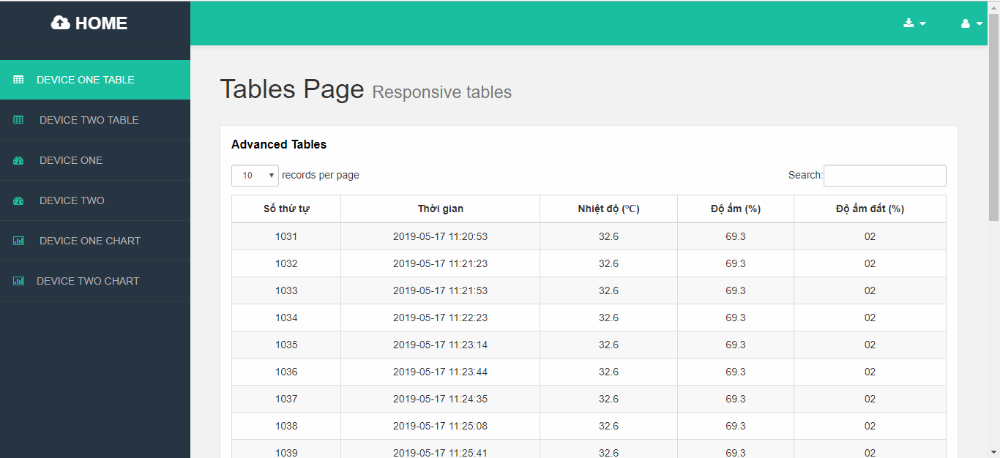 HOME
DEVICE ONE TABLE
DEVICE TWO TABLE
DEVICE ONE
DEVICE TWO
DEVICE ONE CHART
DEVICE TWO CHART
Tables Page Responsive tables
Advanced Tables
10 records per page Search:
Số thứ tự Thời gian Nhiệt độ (°C) Độ ẩm (%) Độ ẩm đất (%)
1031 2019-05-17 11:20:53 32.6 69.3 02
1032 2019-05-17 11:21:23 32.6 69.3 02
1033 2019-05-17 11:21:53 32.6 69.3 02
1034 2019-05-17 11:22:23 32.6 69.3 02
1035 2019-05-17 11:23:14 32.6 69.3 02
1036 2019-05-17 11:23:44 32.6 69.3 02
1037 2019-05-17 11:24:35 32.6 69.3 02
1038 2019-05-17 11:25:08 32.6 69.3 02
1039 2019-05-17 11:25:41 32.6 69.3 02